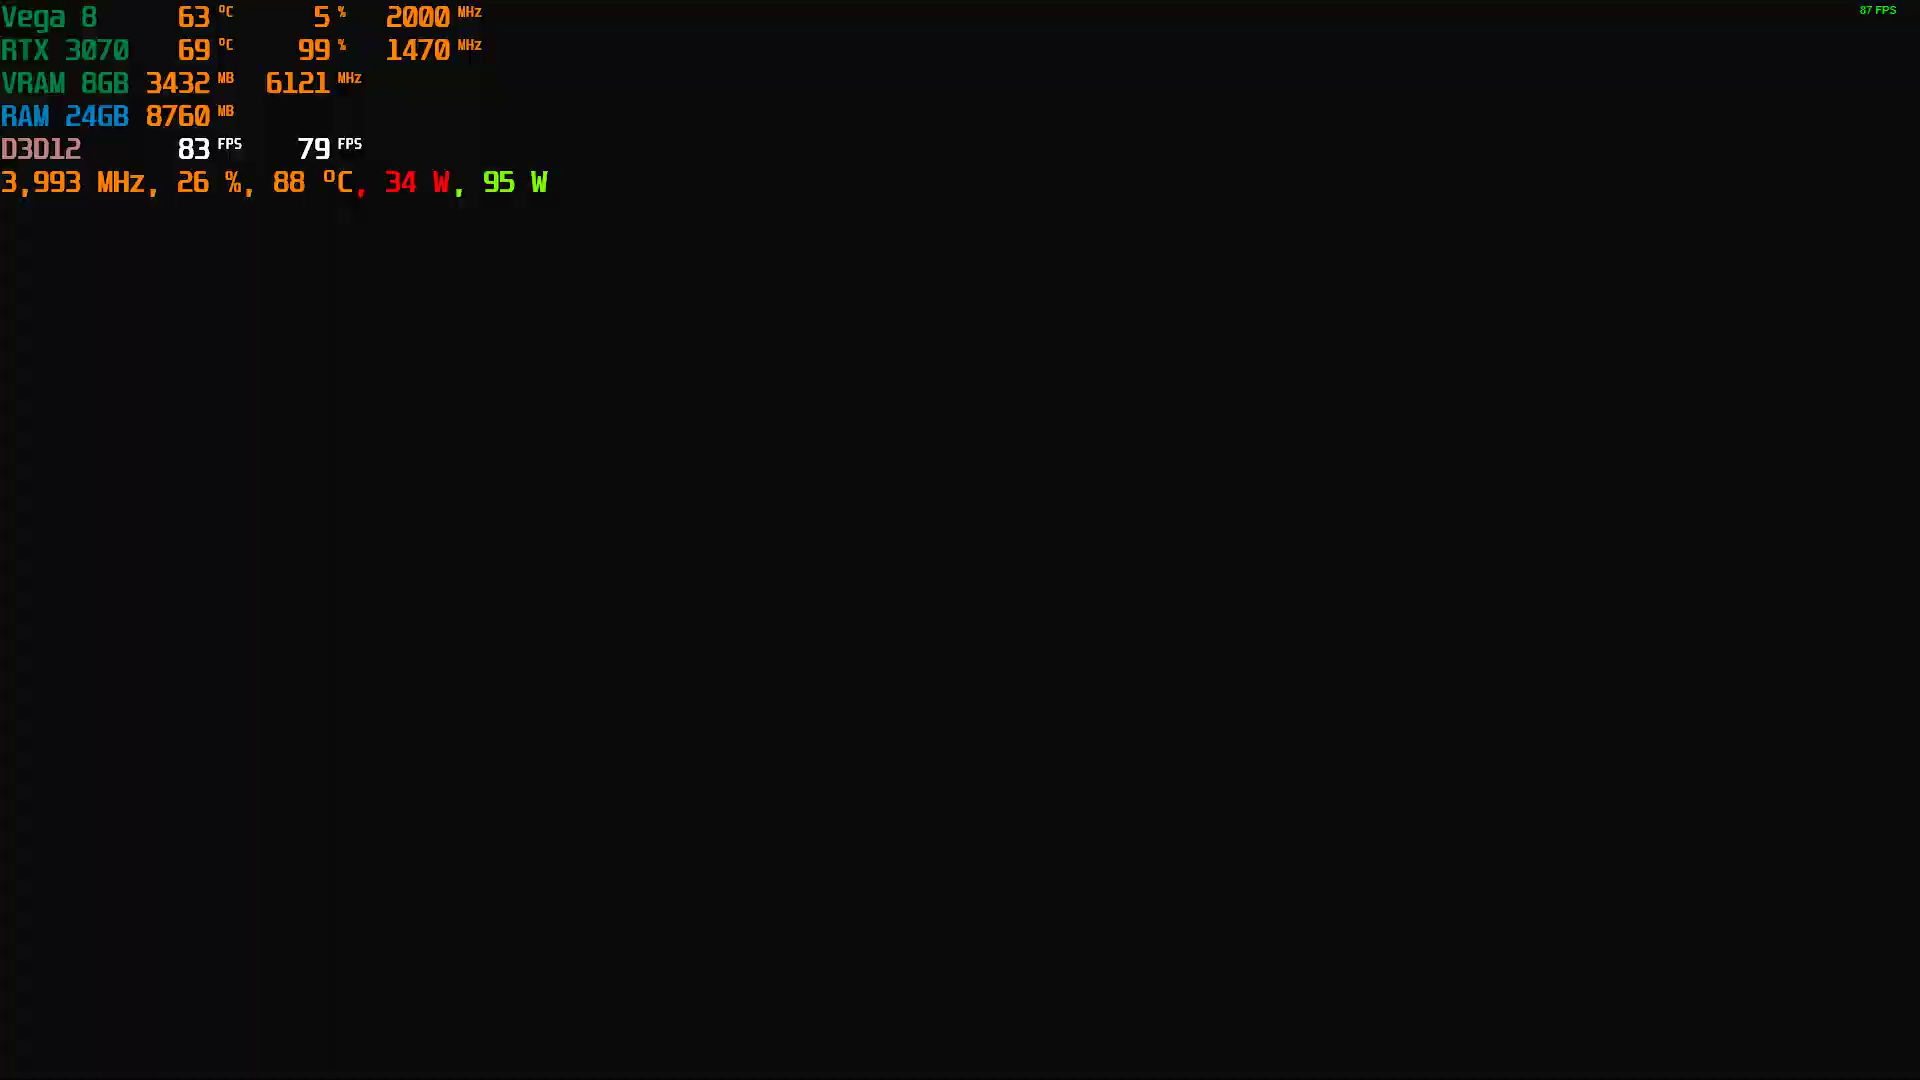 Vega 8 63 °C 5 % 2000 MHz 87 FPS
RTX 3070 69 °C 99 % 1470 MHz
VRAM 8GB 3432 MB 6121 MHz
RAM 24GB 8760 MB
D3D12 83 FPS 79 FPS
3,993 MHz, 26 %, 88 °C, 34 W, 95 W